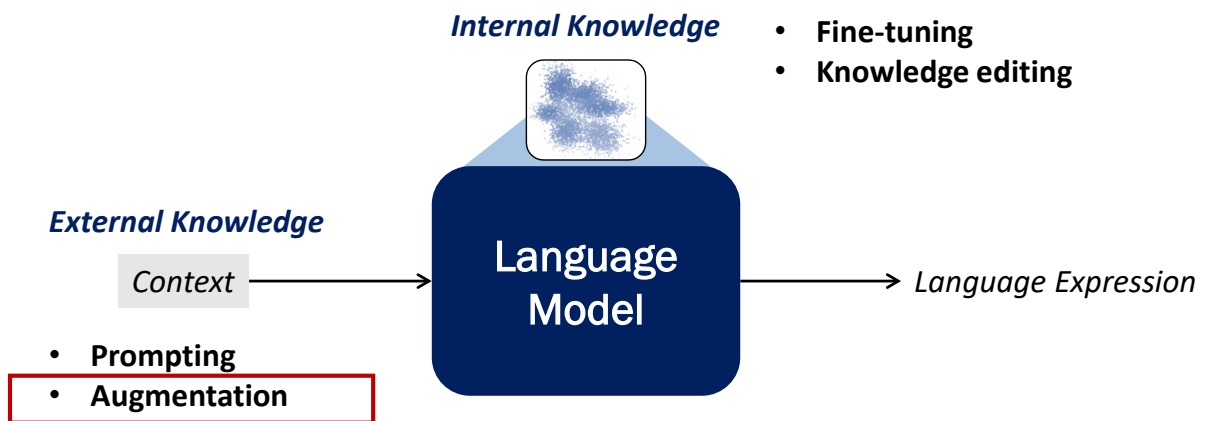 Internal Knowledge
• Fine-tuning
• Knowledge editing
External Knowledge
Context
Language
Model
Language Expression
• Prompting
• Augmentation